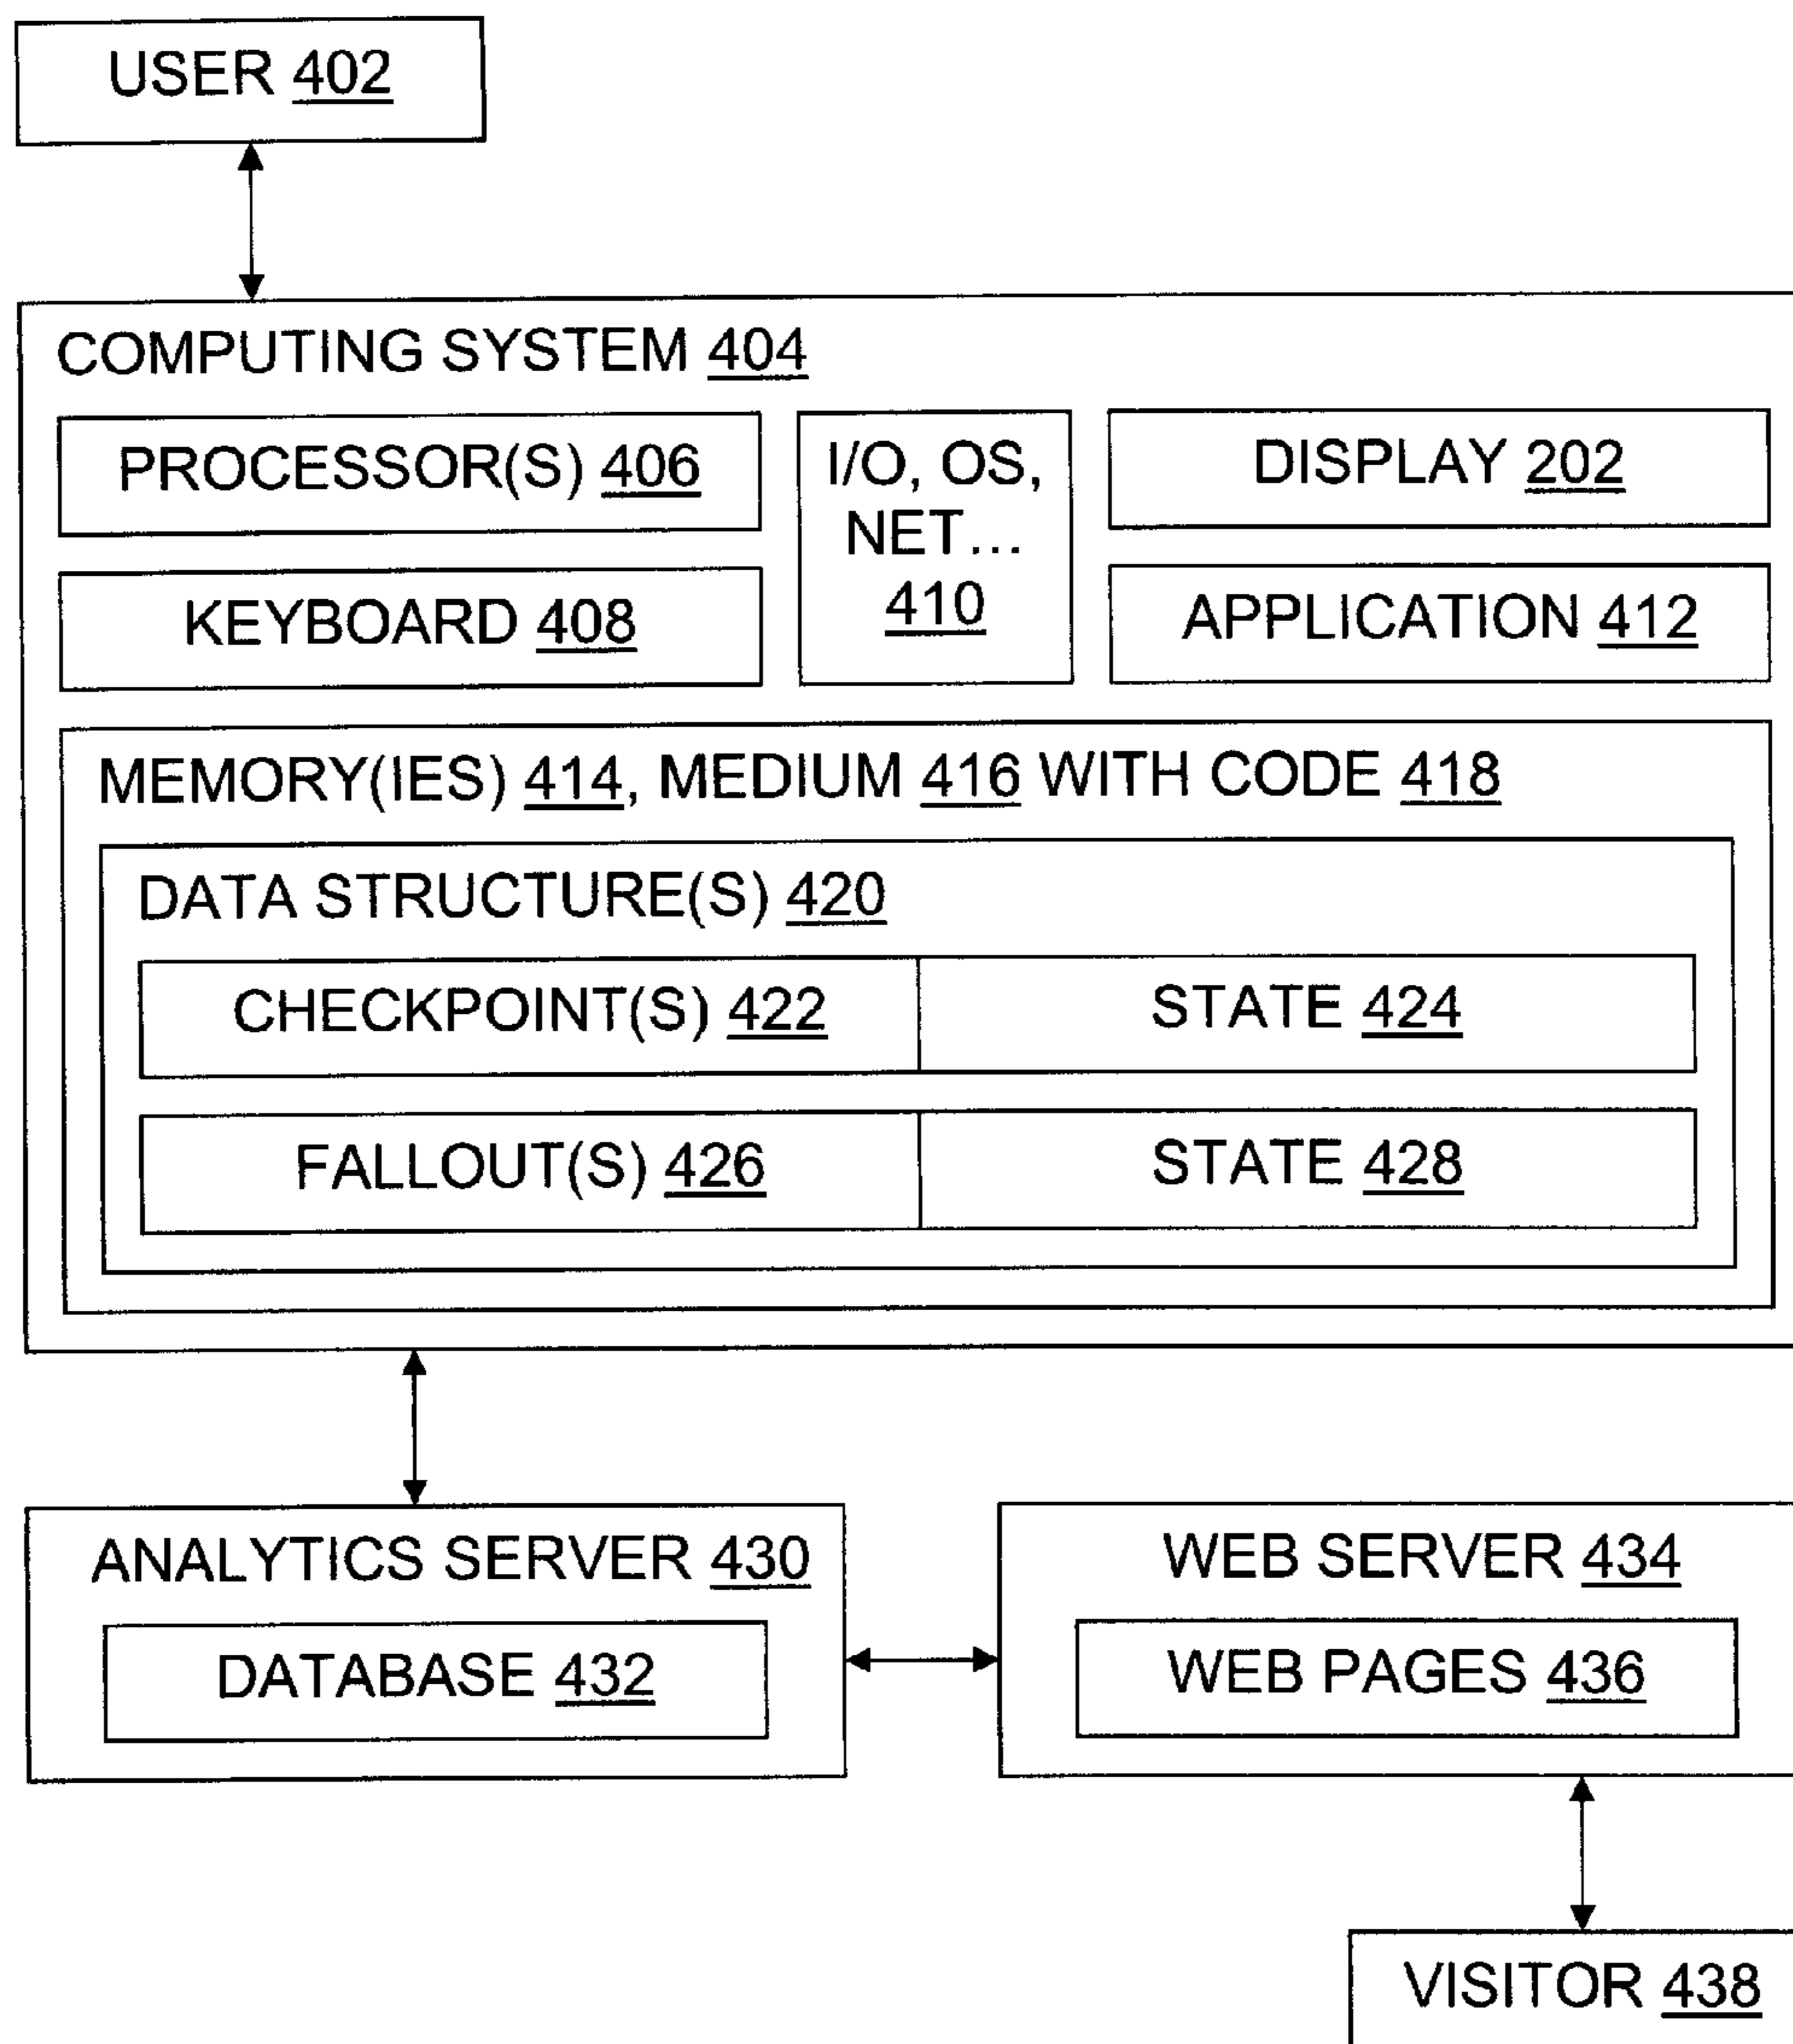 USER 402
COMPUTING SYSTEM 404
PROCESSOR(S) 406
I/O, OS,
NET...
410
DISPLAY 202
KEYBOARD 408
APPLICATION 412
MEMORY(IES) 414, MEDIUM 416 WITH CODE 418
DATA STRUCTURE(S) 420
CHECKPOINT(S) 422
STATE 424
FALLOUT(S) 426
STATE 428
ANALYTICS SERVER 430
DATABASE 432
WEB SERVER 434
WEB PAGES 436
VISITOR 438